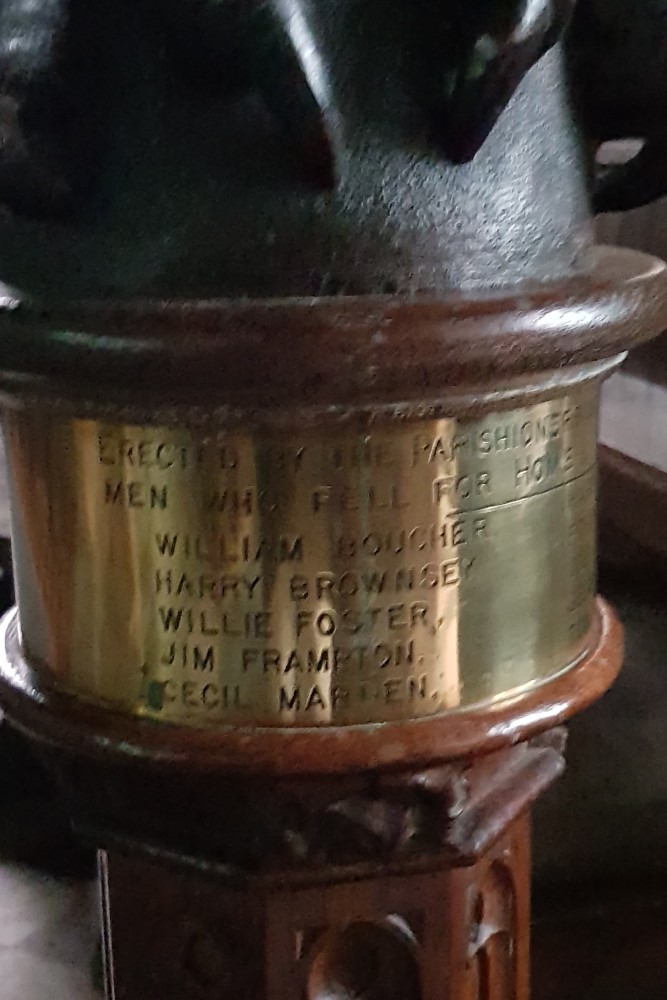 ERECTED BY THE PARISHIONERS
MEN WHO FELL FOR HOME
WILLIAM BOUCHER
HARRY BROWNSEY
WILLIE FOSTER,
JIM FRAMPTON.
CECIL MARTEN.